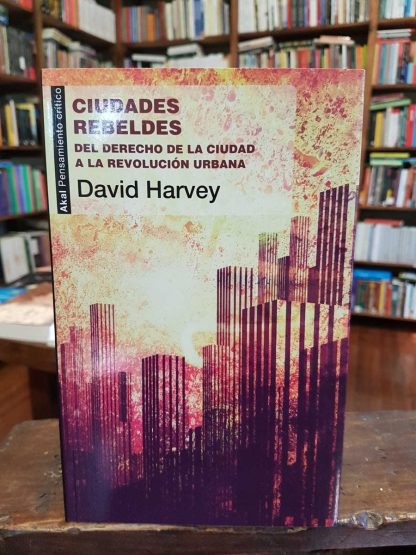 CIUDADES
REBELDES
DEL DERECHO DE LA CIUDAD
A LA REVOLUCIÓN URBANA
David Harvey
Akal Pensamiento crítico